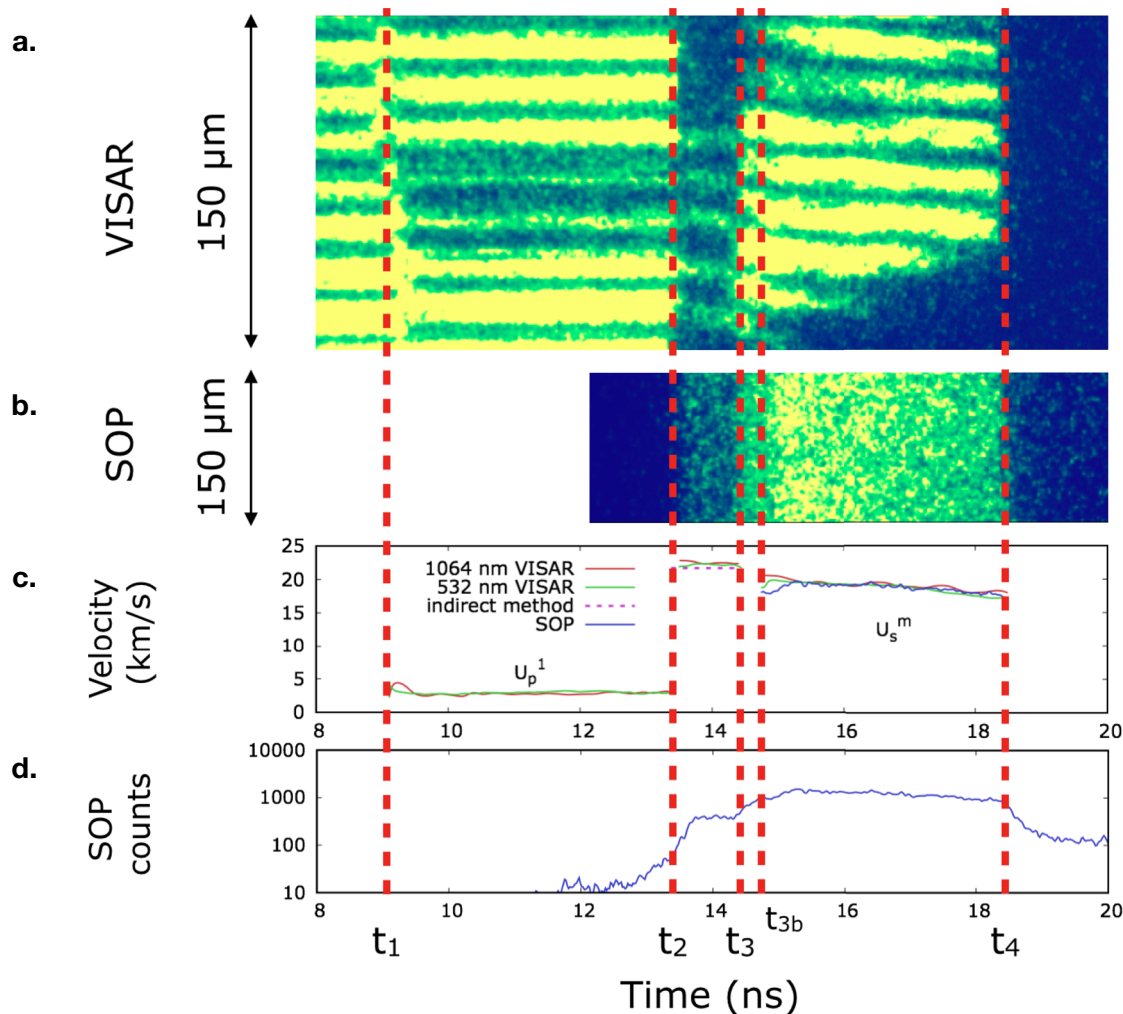 a.
VISAR
150 µm
b.
SOP
150 µm
c.
Velocity
(km/s)
25
20
15
10
5
0
1064 nm VISAR
532 nm VISAR
indirect method
SOP
Up1
Usm
8
10
12
14
16
18
20
d.
SOP
counts
10000
1000
100
10
8
10
12
14
16
18
20
t1
t2
t3
t3b
t4
Time (ns)